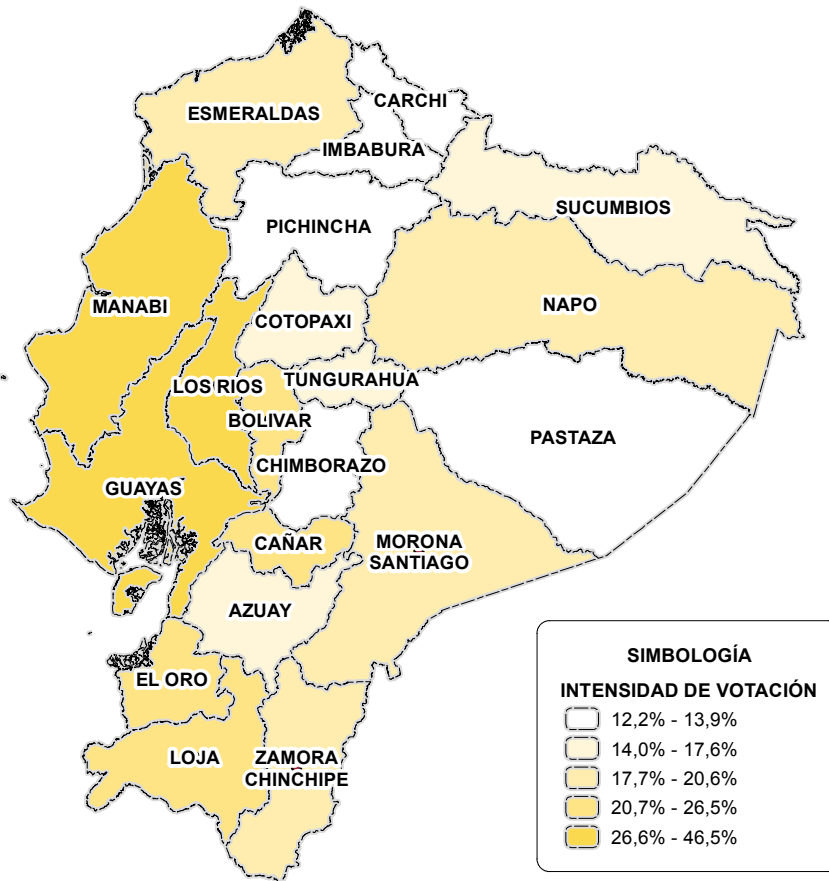 CARCHI
ESMERALDAS
IMBABURA
SUCUMBIOS
PICHINCHA
MANABI
NAPO
COTOPAXI
LOS RIOS
TUNGURAHUA
BOLIVAR
PASTAZA
CHIMBORAZO
GUAYAS
CAÑAR
MORONA
SANTIAGO
AZUAY
EL ORO
LOJA
ZAMORA
CHINCHIPE
SIMBOLOGÍA
INTENSIDAD DE VOTACIÓN
12,2% - 13,9%
14,0% - 17,6%
17,7% - 20,6%
20,7% - 26,5%
26,6% - 46,5%